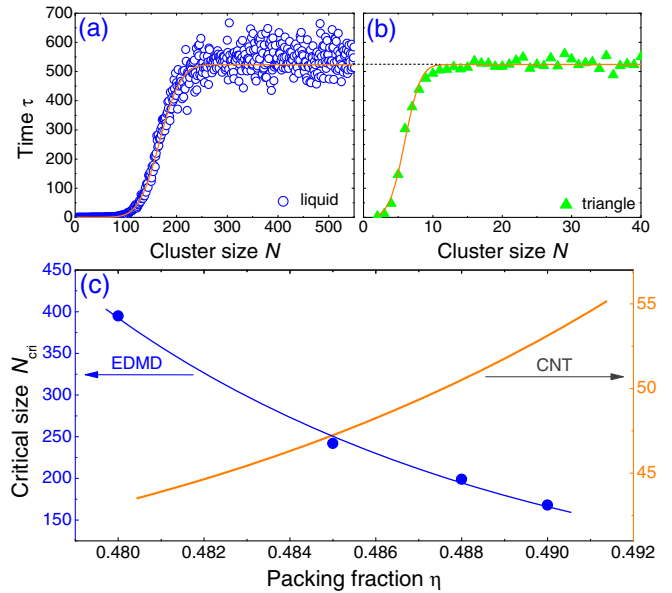 (a)
(b)
700
600
500
400
300
200
100
0
Time τ
liquid
triangle
0 100 200 300 400 500
0 10 20 30 40
Cluster size N
Cluster size N
(c)
450
400
350
300
250
200
150
55
50
45
Critical size N_cri
EDMD
CNT
0.480 0.482 0.484 0.486 0.488 0.490 0.492
Packing fraction η